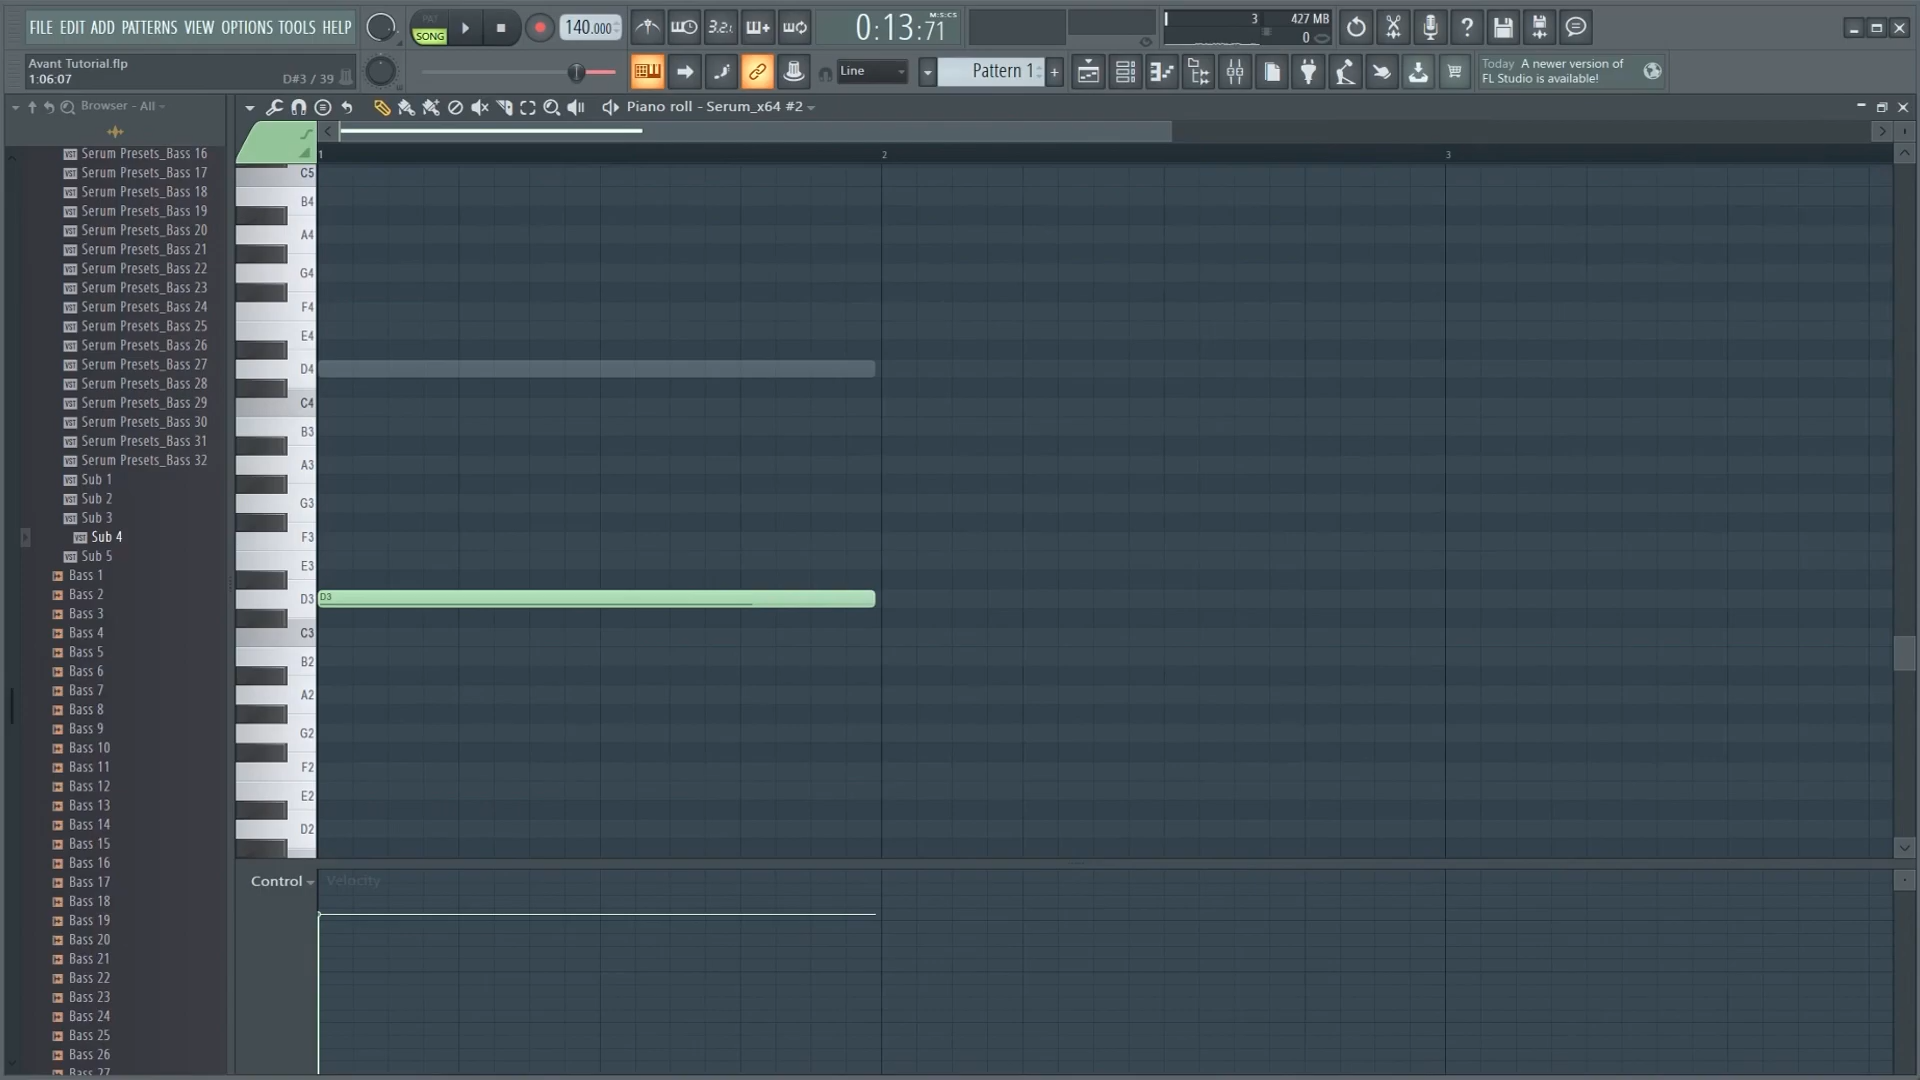 FILE EDIT ADD PATTERNS VIEW OPTIONS TOOLS HELP
PAT
SONG
140.000
3.2.
0:13:71
M:S:CS
3
427 MB
0
Avant Tutorial.flp
1:06:07
D#3 / 39
Line
Pattern 1
+
Today A newer version of
FL Studio is available!
Browser - All
Piano roll - Serum_x64 #2
Serum Presets_Bass 16
Serum Presets_Bass 17
Serum Presets_Bass 18
Serum Presets_Bass 19
Serum Presets_Bass 20
Serum Presets_Bass 21
Serum Presets_Bass 22
Serum Presets_Bass 23
Serum Presets_Bass 24
Serum Presets_Bass 25
Serum Presets_Bass 26
Serum Presets_Bass 27
Serum Presets_Bass 28
Serum Presets_Bass 29
Serum Presets_Bass 30
Serum Presets_Bass 31
Serum Presets_Bass 32
Sub 1
Sub 2
Sub 3
Sub 4
Sub 5
Bass 1
Bass 2
Bass 3
Bass 4
Bass 5
Bass 6
Bass 7
Bass 8
Bass 9
Bass 10
Bass 11
Bass 12
Bass 13
Bass 14
Bass 15
Bass 16
Bass 17
Bass 18
Bass 19
Bass 20
Bass 21
Bass 22
Bass 23
Bass 24
Bass 25
Bass 26
Bass 27
1
2
3
C5
B4
A4
G4
F4
E4
D4
C4
B3
A3
G3
F3
E3
D3
D3
C3
B2
A2
G2
F2
E2
D2
Control
Velocity